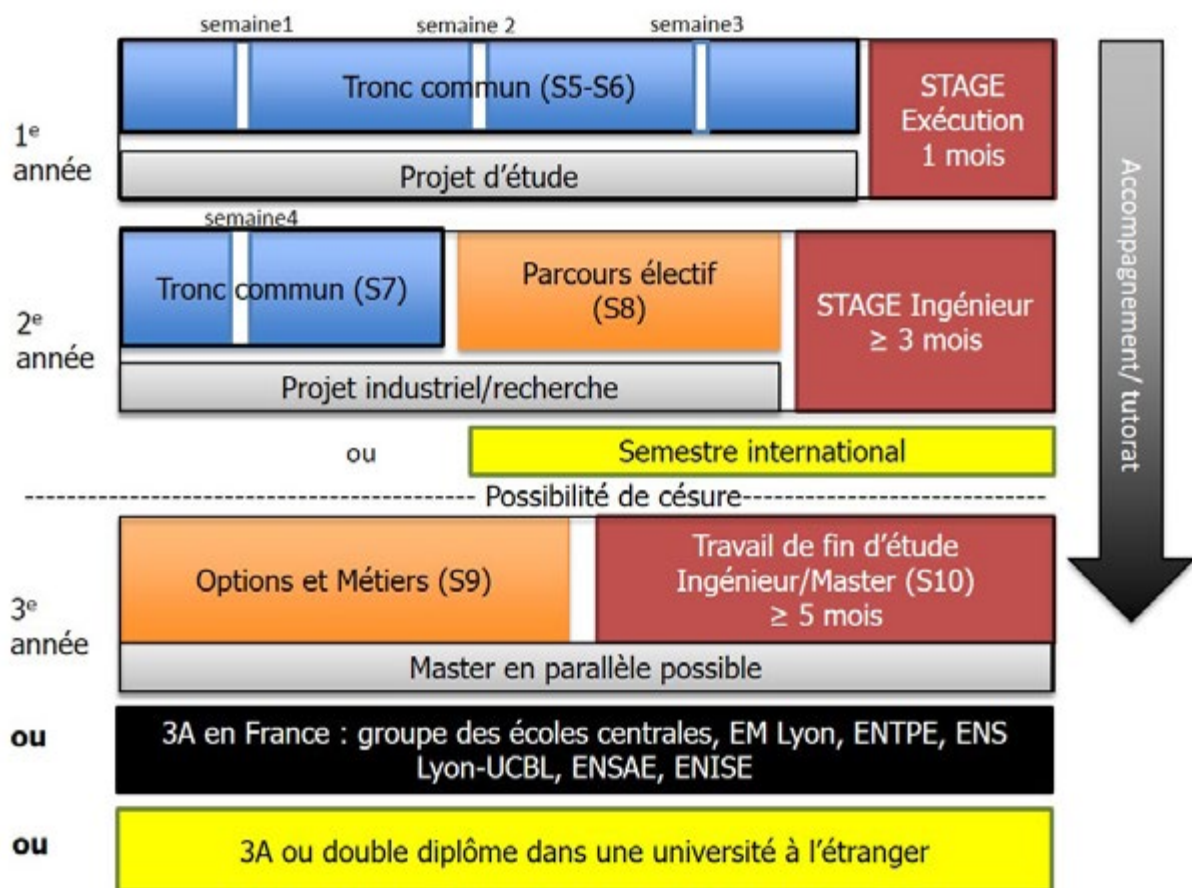 semaine1
semaine 2
semaine3
1e
année
Tronc commun (S5-S6)
STAGE
Exécution
1 mois
Projet d'étude
semaine4
2e
année
Tronc commun (S7)
Parcours électif
(S8)
STAGE Ingénieur
≥ 3 mois
Projet industriel/recherche
ou
Semestre international
Possibilité de césure
3e
année
Options et Métiers (S9)
Travail de fin d'étude
Ingénieur/Master (S10)
≥ 5 mois
Master en parallèle possible
ou
3A en France : groupe des écoles centrales, EM Lyon, ENTPE, ENS
Lyon-UCBL, ENSAE, ENISE
ou
3A ou double diplôme dans une université à l'étranger
Accompagnement/ tutorat